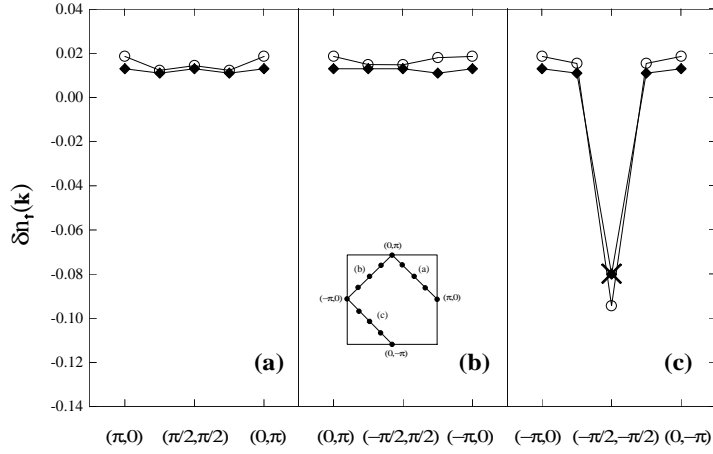 0.04
0.02
0.00
-0.02
-0.04
-0.06
-0.08
-0.10
-0.12
-0.14
δn↑(k)
(0,π)
(b)
(a)
(−π,0)
(π,0)
(c)
(0,−π)
(a)
(b)
(c)
(π,0) (π/2,π/2) (0,π) (0,π) (−π/2,π/2) (−π,0) (−π,0) (−π/2,−π/2) (0,−π)